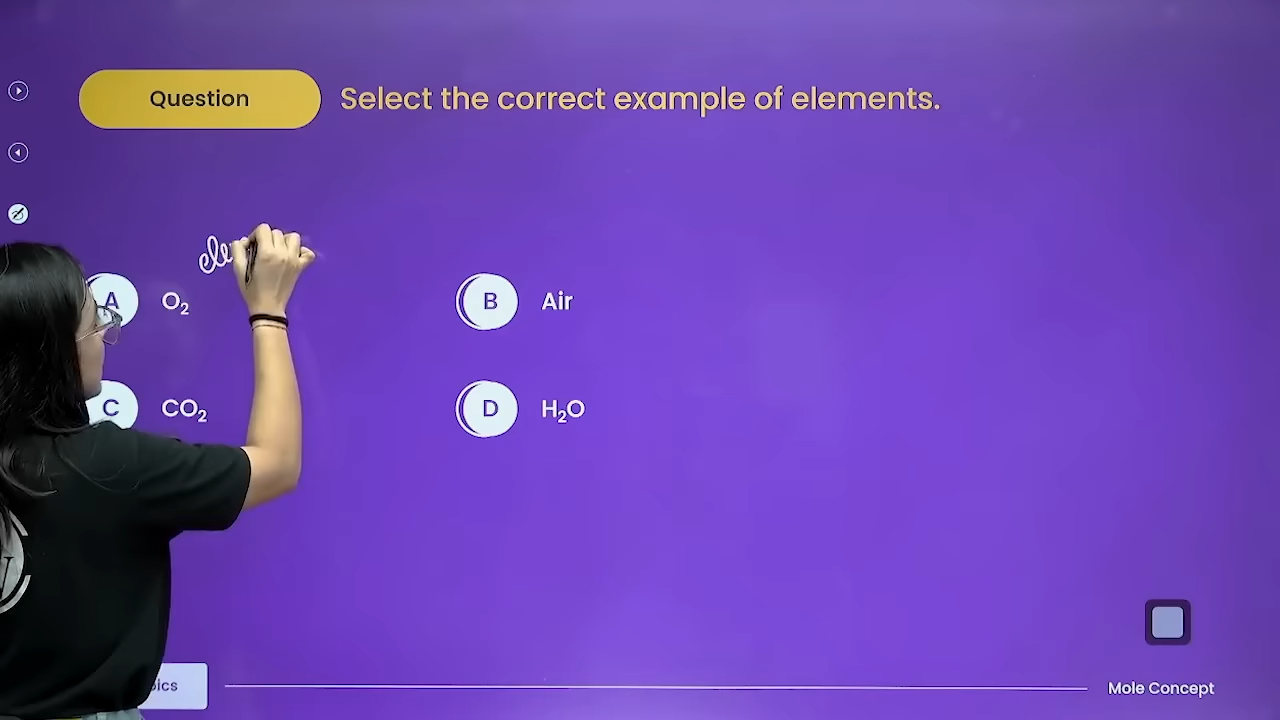 Question
Select the correct example of elements.
A O₂
B Air
C CO₂
D H₂O
Mole Concept